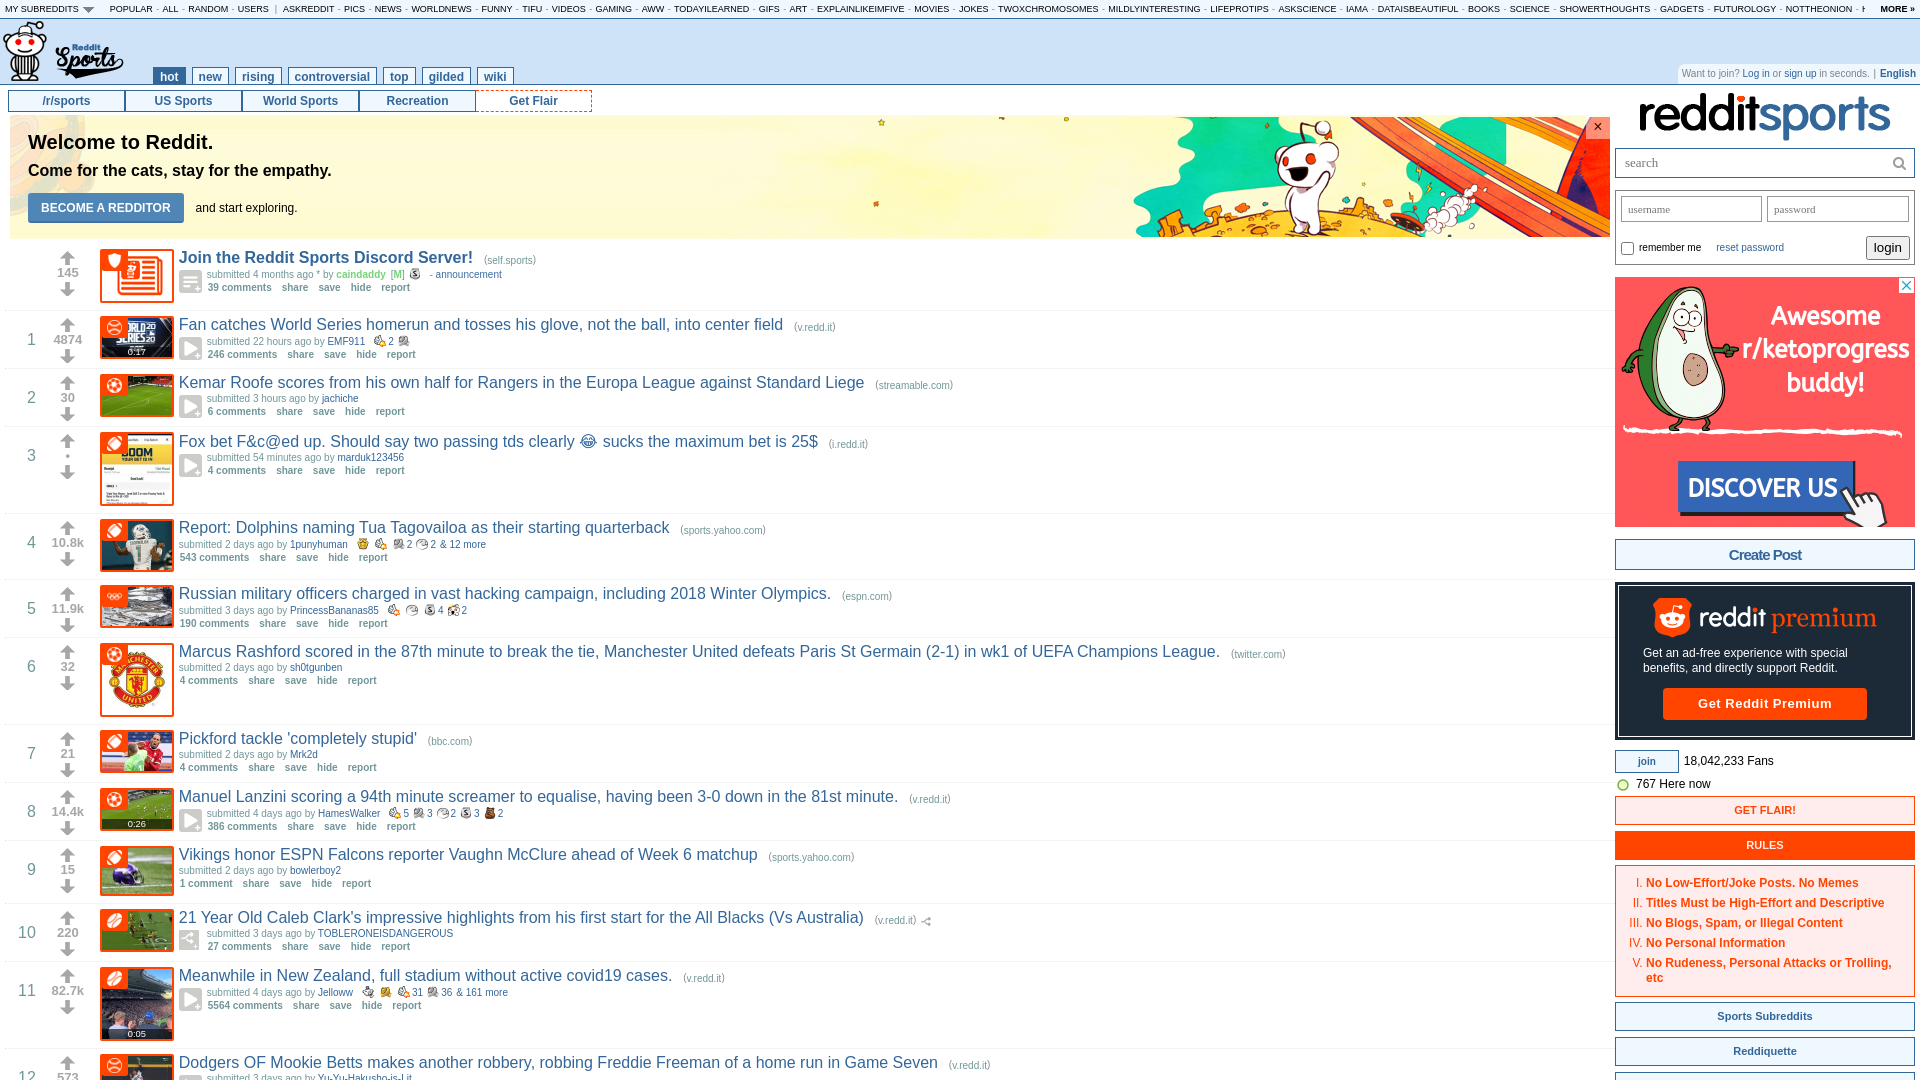 MY SUBREDDITS POPULAR - ALL - RANDOM - USERS | ASKREDDIT - PICS - NEWS - WORLDNEWS - FUNNY - TIFU - VIDEOS - GAMING - AWW - TODAYILEARNED - GIFS - ART - EXPLAINLIKEIMFIVE - MOVIES - JOKES - TWOXCHROMOSOMES - MILDLYINTERESTING - LIFEPROTIPS - ASKSCIENCE - IAMA - DATAISBEAUTIFUL - BOOKS - SCIENCE - SHOWERTHOUGHTS - GADGETS - FUTUROLOGY - NOTTHEONION - MORE »
Reddit Sports
hot new rising controversial top gilded wiki
Want to join? Log in or sign up in seconds. | English
/r/sports US Sports World Sports Recreation Get Flair
Welcome to Reddit.
Come for the cats, stay for the empathy.
BECOME A REDDITOR and start exploring.
×
145
Join the Reddit Sports Discord Server! (self.sports)
submitted 4 months ago * by caindaddy [M] - announcement
39 comments share save hide report
1
4874
0:17
Fan catches World Series homerun and tosses his glove, not the ball, into center field (v.redd.it)
submitted 22 hours ago by EMF911 2
246 comments share save hide report
2
30
Kemar Roofe scores from his own half for Rangers in the Europa League against Standard Liege (streamable.com)
submitted 3 hours ago by jachiche
6 comments share save hide report
3
•
Fox bet F&c@ed up. Should say two passing tds clearly 😂 sucks the maximum bet is 25$ (i.redd.it)
submitted 54 minutes ago by marduk123456
4 comments share save hide report
4
10.8k
Report: Dolphins naming Tua Tagovailoa as their starting quarterback (sports.yahoo.com)
submitted 2 days ago by 1punyhuman 2 2 & 12 more
543 comments share save hide report
5
11.9k
Russian military officers charged in vast hacking campaign, including 2018 Winter Olympics. (espn.com)
submitted 3 days ago by PrincessBananas85 4 2
190 comments share save hide report
6
32
MANCHESTER UNITED
Marcus Rashford scored in the 87th minute to break the tie, Manchester United defeats Paris St Germain (2-1) in wk1 of UEFA Champions League. (twitter.com)
submitted 2 days ago by sh0tgunben
4 comments share save hide report
7
21
Pickford tackle 'completely stupid' (bbc.com)
submitted 2 days ago by Mrk2d
4 comments share save hide report
8
14.4k
0:26
Manuel Lanzini scoring a 94th minute screamer to equalise, having been 3-0 down in the 81st minute. (v.redd.it)
submitted 4 days ago by HamesWalker 5 3 2 3 2
386 comments share save hide report
9
15
Vikings honor ESPN Falcons reporter Vaughn McClure ahead of Week 6 matchup (sports.yahoo.com)
submitted 2 days ago by bowlerboy2
1 comment share save hide report
10
220
21 Year Old Caleb Clark's impressive highlights from his first start for the All Blacks (Vs Australia) (v.redd.it)
submitted 3 days ago by TOBLERONEISDANGEROUS
27 comments share save hide report
11
82.7k
0:05
Meanwhile in New Zealand, full stadium without active covid19 cases. (v.redd.it)
submitted 4 days ago by Jelloww 31 36 & 161 more
5564 comments share save hide report
12
573
Dodgers OF Mookie Betts makes another robbery, robbing Freddie Freeman of a home run in Game Seven (v.redd.it)
submitted 3 days ago by Yu-Yu-Hakusho-is-Lit
redditsports
search
username password
remember me reset password login
Awesome
r/ketoprogress
buddy!
DISCOVER US
Create Post
reddit premium
Get an ad-free experience with special
benefits, and directly support Reddit.
Get Reddit Premium
join 18,042,233 Fans
767 Here now
GET FLAIR!
RULES
I. No Low-Effort/Joke Posts. No Memes
II. Titles Must be High-Effort and Descriptive
III. No Blogs, Spam, or Illegal Content
IV. No Personal Information
V. No Rudeness, Personal Attacks or Trolling,
etc
Sports Subreddits
Reddiquette